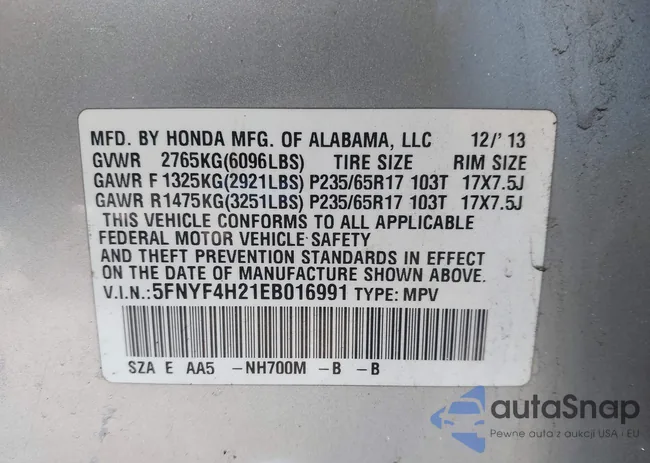 MFD. BY HONDA MFG. OF ALABAMA, LLC 12/'13
GVWR 2765KG(6096LBS) TIRE SIZE RIM SIZE
GAWR F 1325KG(2921LBS) P235/65R17 103T 17X7.5J
GAWR R 1475KG(3251LBS) P235/65R17 103T 17X7.5J
THIS VEHICLE CONFORMS TO ALL APPLICABLE
FEDERAL MOTOR VEHICLE SAFETY
AND THEFT PREVENTION STANDARDS IN EFFECT
ON THE DATE OF MANUFACTURE SHOWN ABOVE.
V.I.N.:5FNYF4H21EB016991 TYPE: MPV
SZA E AA5 -NH700M -B -B
autaSnap
Pewne auta z aukcji USA - EU